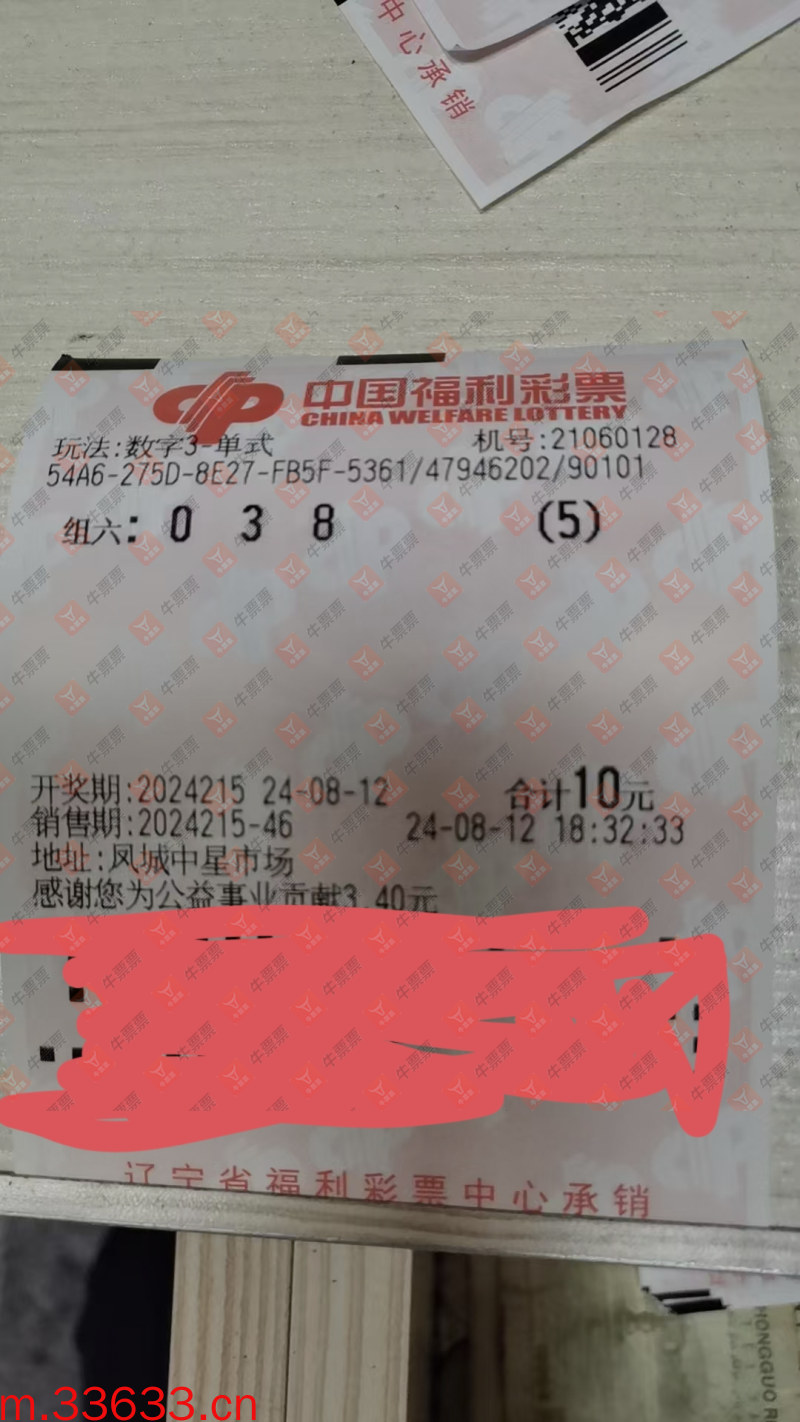 中心承销
中国福利彩票
CHINA WELFARE LOTTERY
玩法:数字3-单式 机号:21060128
54A6-275D-8E27-FB5F-5361/47946202/90101
组六: 0 3 8 (5)
开奖期:2024215 24-08-12 合计10元
销售期:2024215-46 24-08-12 18:32:33
地址:凤城中星市场
感谢您为公益事业贡献3.40元
辽宁省福利彩票中心承销
牛票票
HONGGUO
m.33633.cn